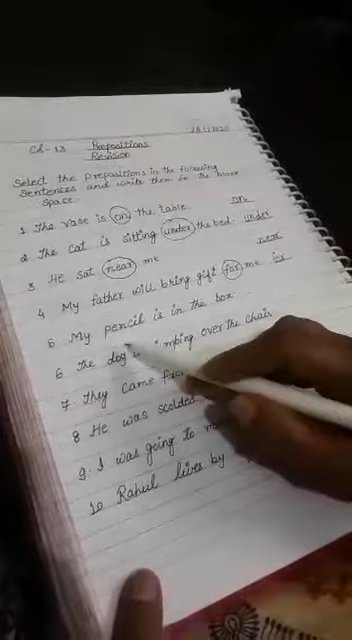 Ch-13 Prepositions
Revision
Select the prepositions in the following
sentences and write them in the blank
space.
1 The vase is on the table. on
2 The cat is sitting under the bed. under
3 He sat near me near
4 My father will bring gift for me
5 My pencil is in the box.
6 The dog jumping over the chair
7. They came
8 He was scolded
9. I was going to
10 Rahul lives by